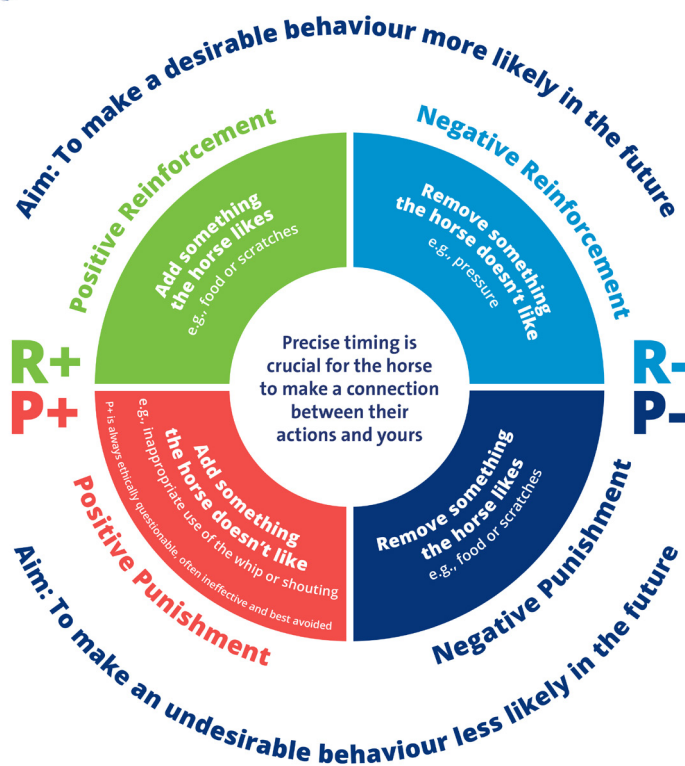 Aim: To make a desirable behaviour more likely in the future
Positive Reinforcement
Negative Reinforcement
Add something
the horse likes
e.g., food or scratches
Remove something
the horse doesn't like
e.g., pressure
R+
R-
Precise timing is
crucial for the horse
to make a connection
between their
actions and yours
P+
P-
Add something
the horse doesn't like
e.g., inappropriate use of the whip or shouting
P+ is always ethically questionable, often ineffective and best avoided
Remove something
the horse likes
e.g., food or scratches
Positive Punishment
Negative Punishment
Aim: To make an undesirable behaviour less likely in the future